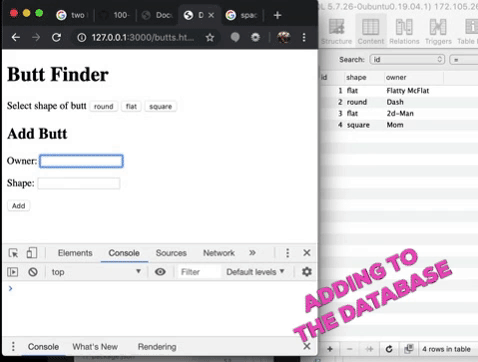 two l
100-
Docu
D
spac
127.0.0.1:3000/butts.ht...
Butt Finder
Select shape of butt round flat square
Add Butt
Owner:
Shape:
Add
Elements Console Sources Network »
top Filter Default levels
Console What's New Rendering
L 5.7.26-0ubuntu0.19.04.1) 172.105.26
Structure Content Relations Triggers Table
Search: id =
id shape owner
1 flat Flatty McFlat
2 round Dash
3 flat 2d-Man
4 square Mom
ADDING TO
THE DATABASE
4 rows in table